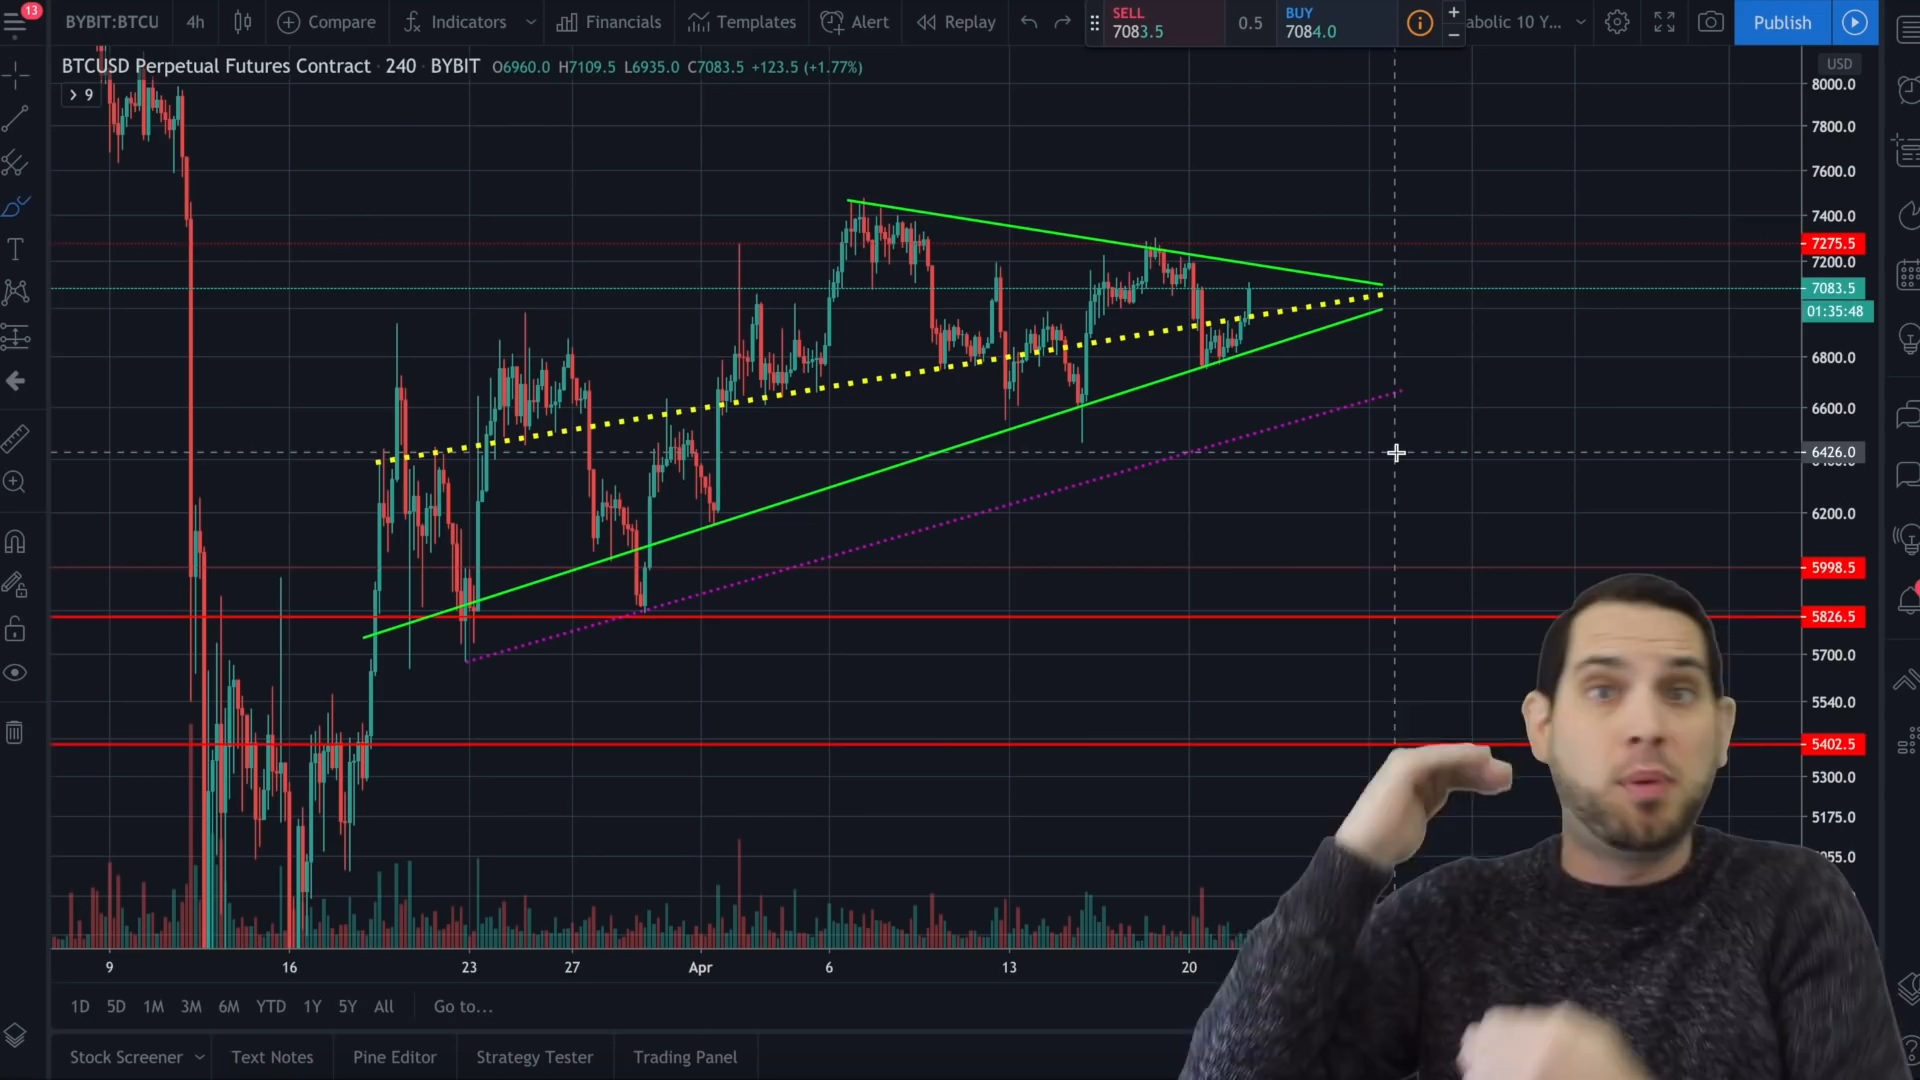 13
BYBIT:BTCU
4h
Compare
Indicators
Financials
Templates
Alert
Replay
SELL
7083.5
0.5
BUY
7084.0
abolic 10 Y...
Publish
BTCUSD Perpetual Futures Contract · 240 · BYBIT O6960.0 H7109.5 L6935.0 C7083.5 +123.5 (+1.77%)
9
USD
8000.0
7800.0
7600.0
7400.0
7275.5
7200.0
7083.5
01:35:48
6800.0
6600.0
6426.0
6200.0
5998.5
5826.5
5700.0
5540.0
5402.5
5300.0
5175.0
055.0
9 16 23 27 Apr 6 13 20
1D 5D 1M 3M 6M YTD 1Y 5Y All Go to...
Stock Screener Text Notes Pine Editor Strategy Tester Trading Panel